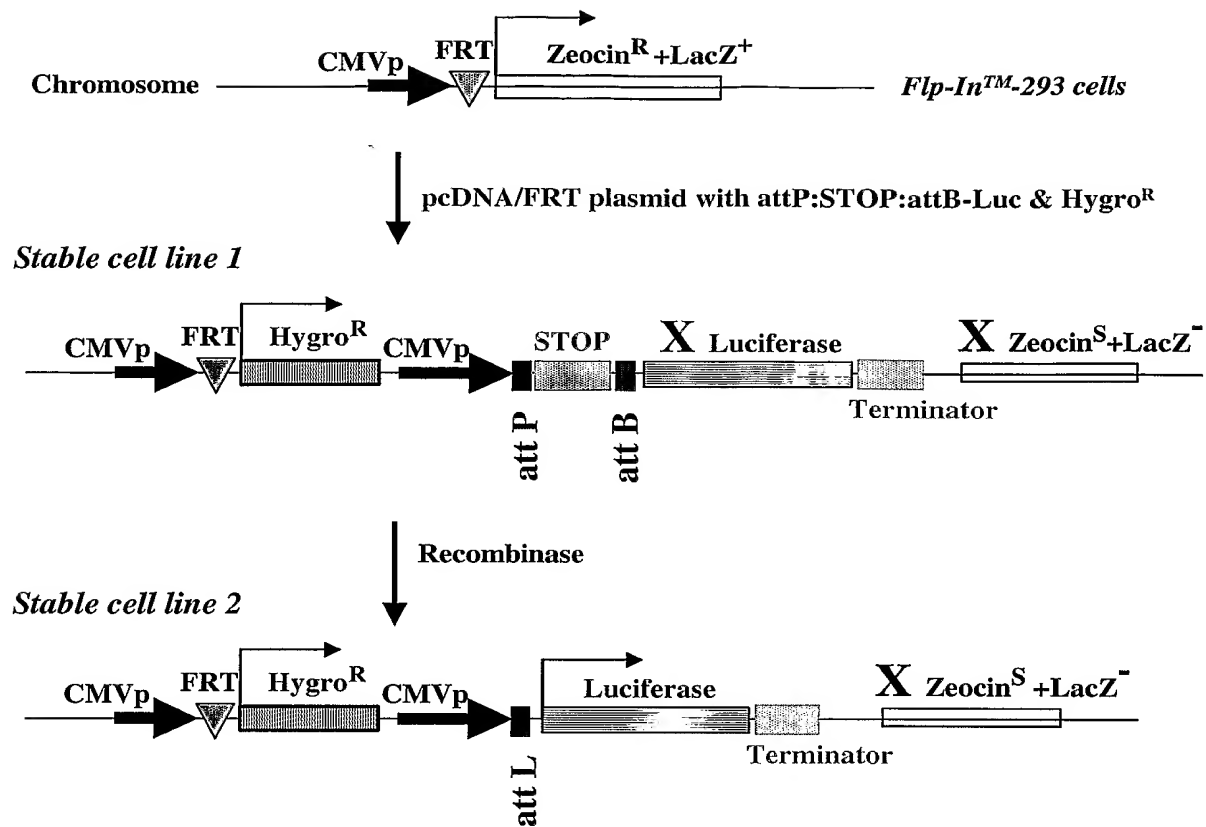 CMVp FRT Zeocin^R +LacZ^+
Chromosome
Flp-In^TM-293 cells
pcDNA/FRT plasmid with attP:STOP:attB-Luc & Hygro^R
Stable cell line 1
CMVp FRT Hygro^R CMVp STOP X Luciferase X Zeocin^S+LacZ^-
Terminator
att P
att B
Recombinase
Stable cell line 2
CMVp FRT Hygro^R CMVp Luciferase X Zeocin^S +LacZ^-
Terminator
att L